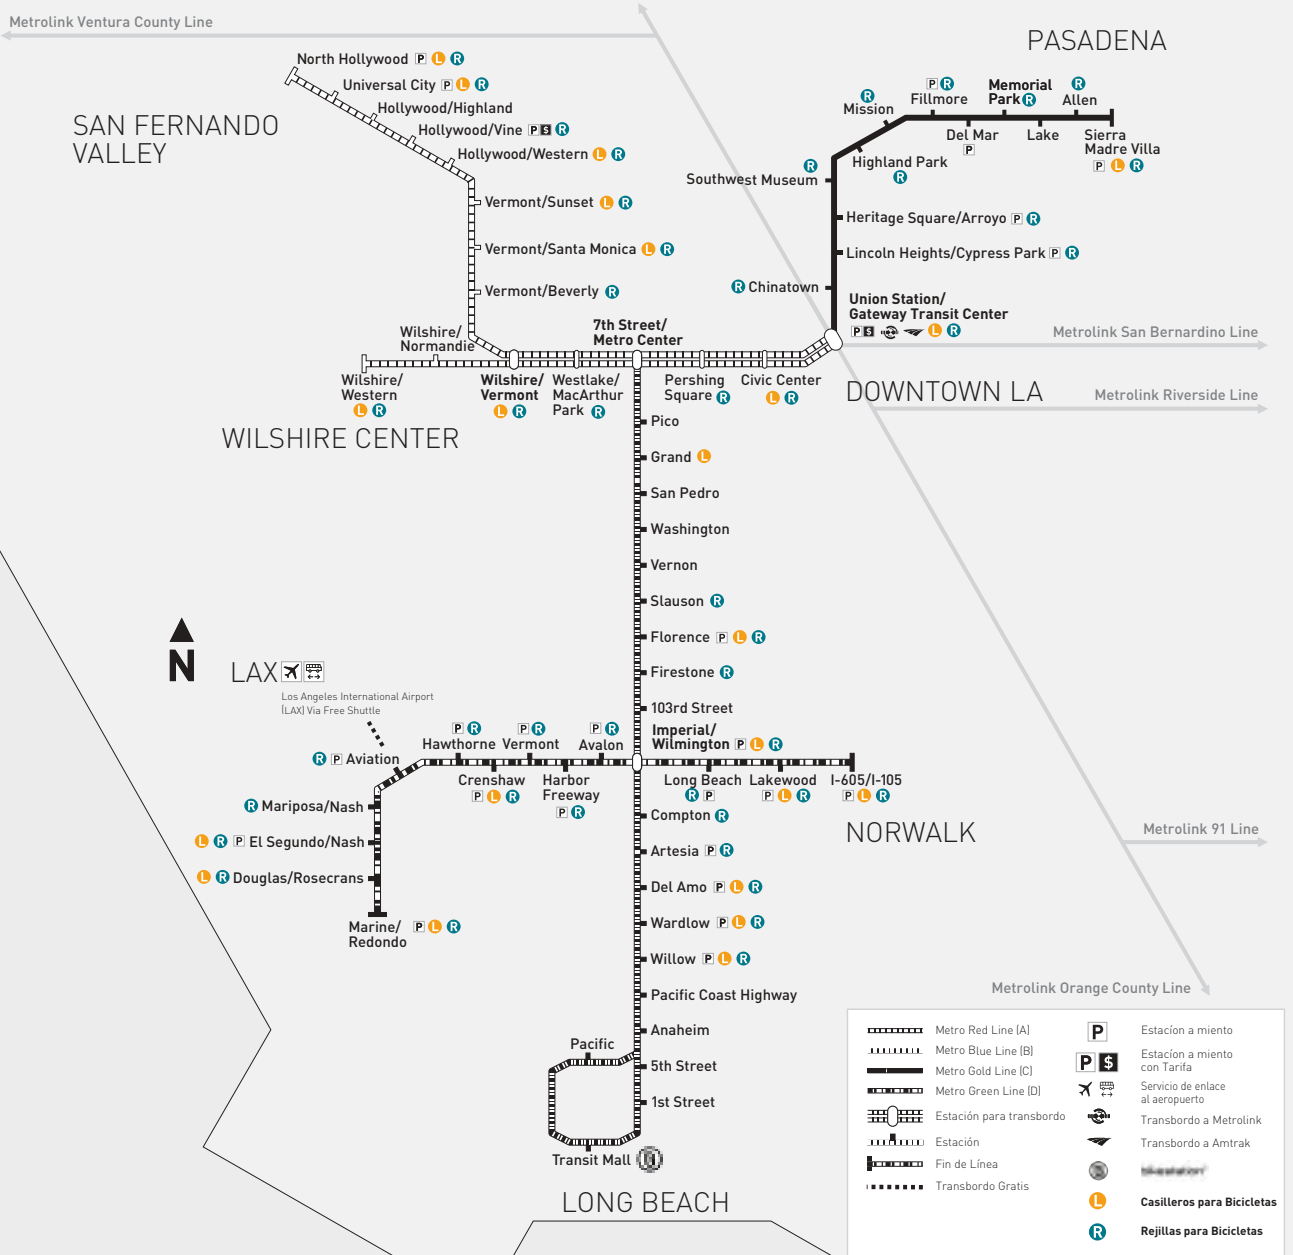 Metrolink Ventura County Line
PASADENA
North Hollywood P L R
Universal City P L R
Hollywood/Highland
Hollywood/Vine P $ R
Hollywood/Western L R
SAN FERNANDO
VALLEY
Vermont/Sunset L R
Vermont/Santa Monica L R
Vermont/Beverly R
R
Mission
P R
Fillmore
Memorial
Park R
R
Allen
Del Mar
P
Lake
Sierra
Madre Villa
P L R
Highland Park
R
R
Southwest Museum
Heritage Square/Arroyo P R
Lincoln Heights/Cypress Park P R
R Chinatown
Union Station/
Gateway Transit Center
P $ L R
Metrolink San Bernardino Line
7th Street/
Metro Center
Wilshire/
Normandie
Wilshire/
Western
L R
Wilshire/
Vermont
L R
Westlake/
MacArthur
Park R
Pershing
Square R
Civic Center
L R
DOWNTOWN LA
Metrolink Riverside Line
WILSHIRE CENTER
Pico
Grand L
San Pedro
Washington
Vernon
Slauson R
Florence P L R
Firestone R
103rd Street
Imperial/
Wilmington P L R
N
LAX
Los Angeles International Airport
(LAX) Via Free Shuttle
P R
Hawthorne
P R
Vermont
P R
Avalon
R P Aviation
Crenshaw
P L R
Harbor
Freeway
P R
Long Beach
R P
Lakewood
P L R
I-605/I-105
P L R
R Mariposa/Nash
L R P El Segundo/Nash
L R Douglas/Rosecrans
Marine/
Redondo
P L R
NORWALK
Metrolink 91 Line
Compton R
Artesia P R
Del Amo P L R
Wardlow P L R
Willow P L R
Pacific Coast Highway
Anaheim
Pacific
5th Street
1st Street
Transit Mall
LONG BEACH
Metrolink Orange County Line
Metro Red Line (A)
Metro Blue Line (B)
Metro Gold Line (C)
Metro Green Line (D)
Estación para transbordo
Estación
Fin de Línea
Transbordo Gratis
P Estacíon a miento
P $ Estacíon a miento
con Tarifa
Servicio de enlace
al aeropuerto
Transbordo a Metrolink
Transbordo a Amtrak
L Casilleros para Bicicletas
R Rejillas para Bicicletas